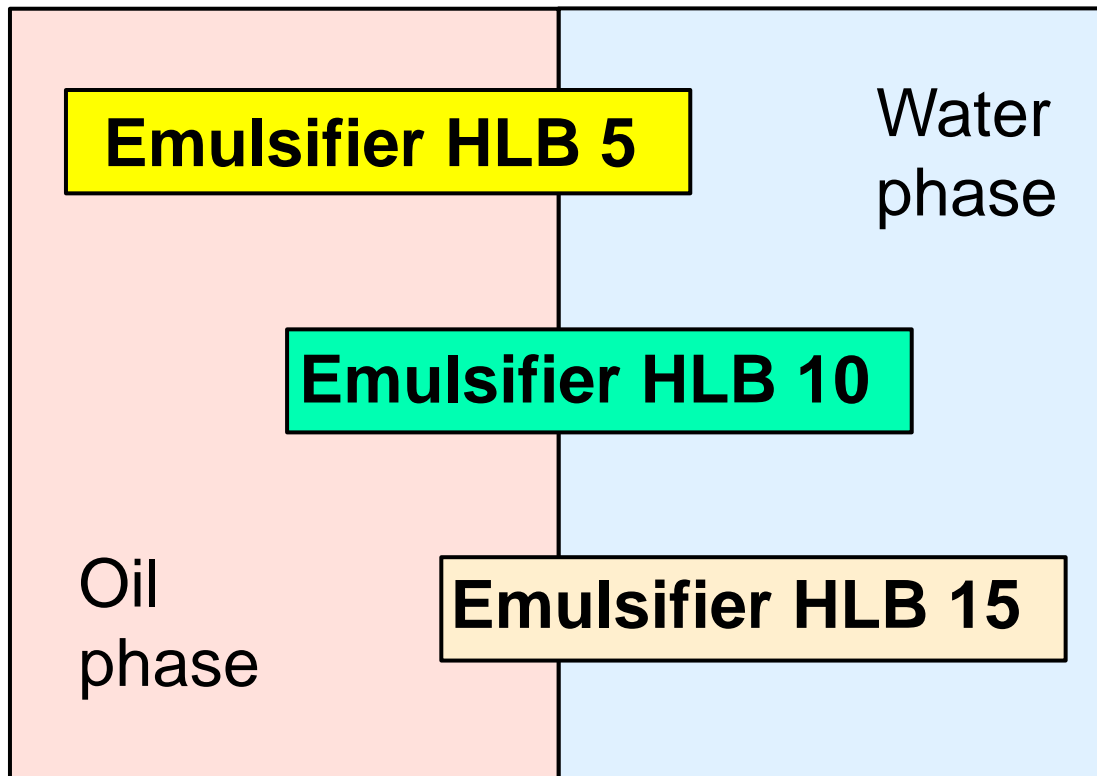 Emulsifier HLB 5
Water
phase
Emulsifier HLB 10
Oil
phase
Emulsifier HLB 15